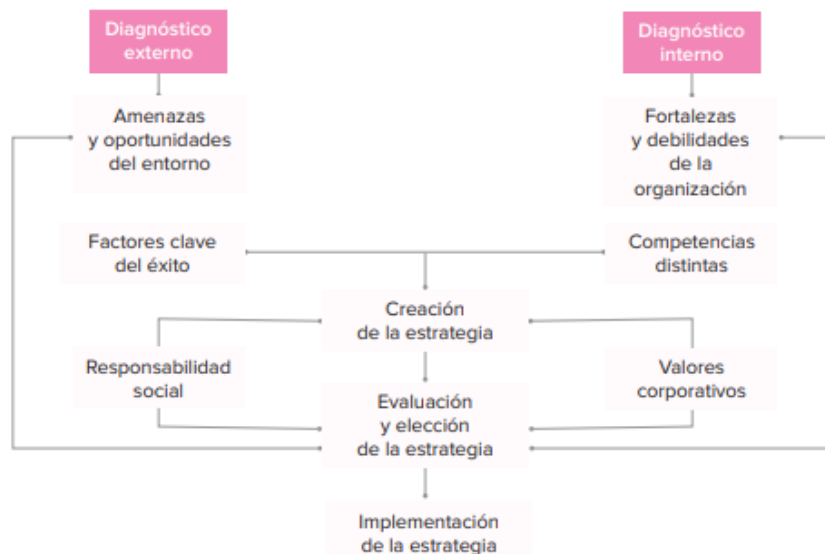 Diagnóstico
externo
Diagnóstico
interno
Amenazas
y oportunidades
del entorno
Fortalezas
y debilidades
de la
organización
Factores clave
del éxito
Competencias
distintas
Creación
de la estrategia
Responsabilidad
social
Valores
corporativos
Evaluación
y elección
de la estrategia
Implementación
de la estrategia